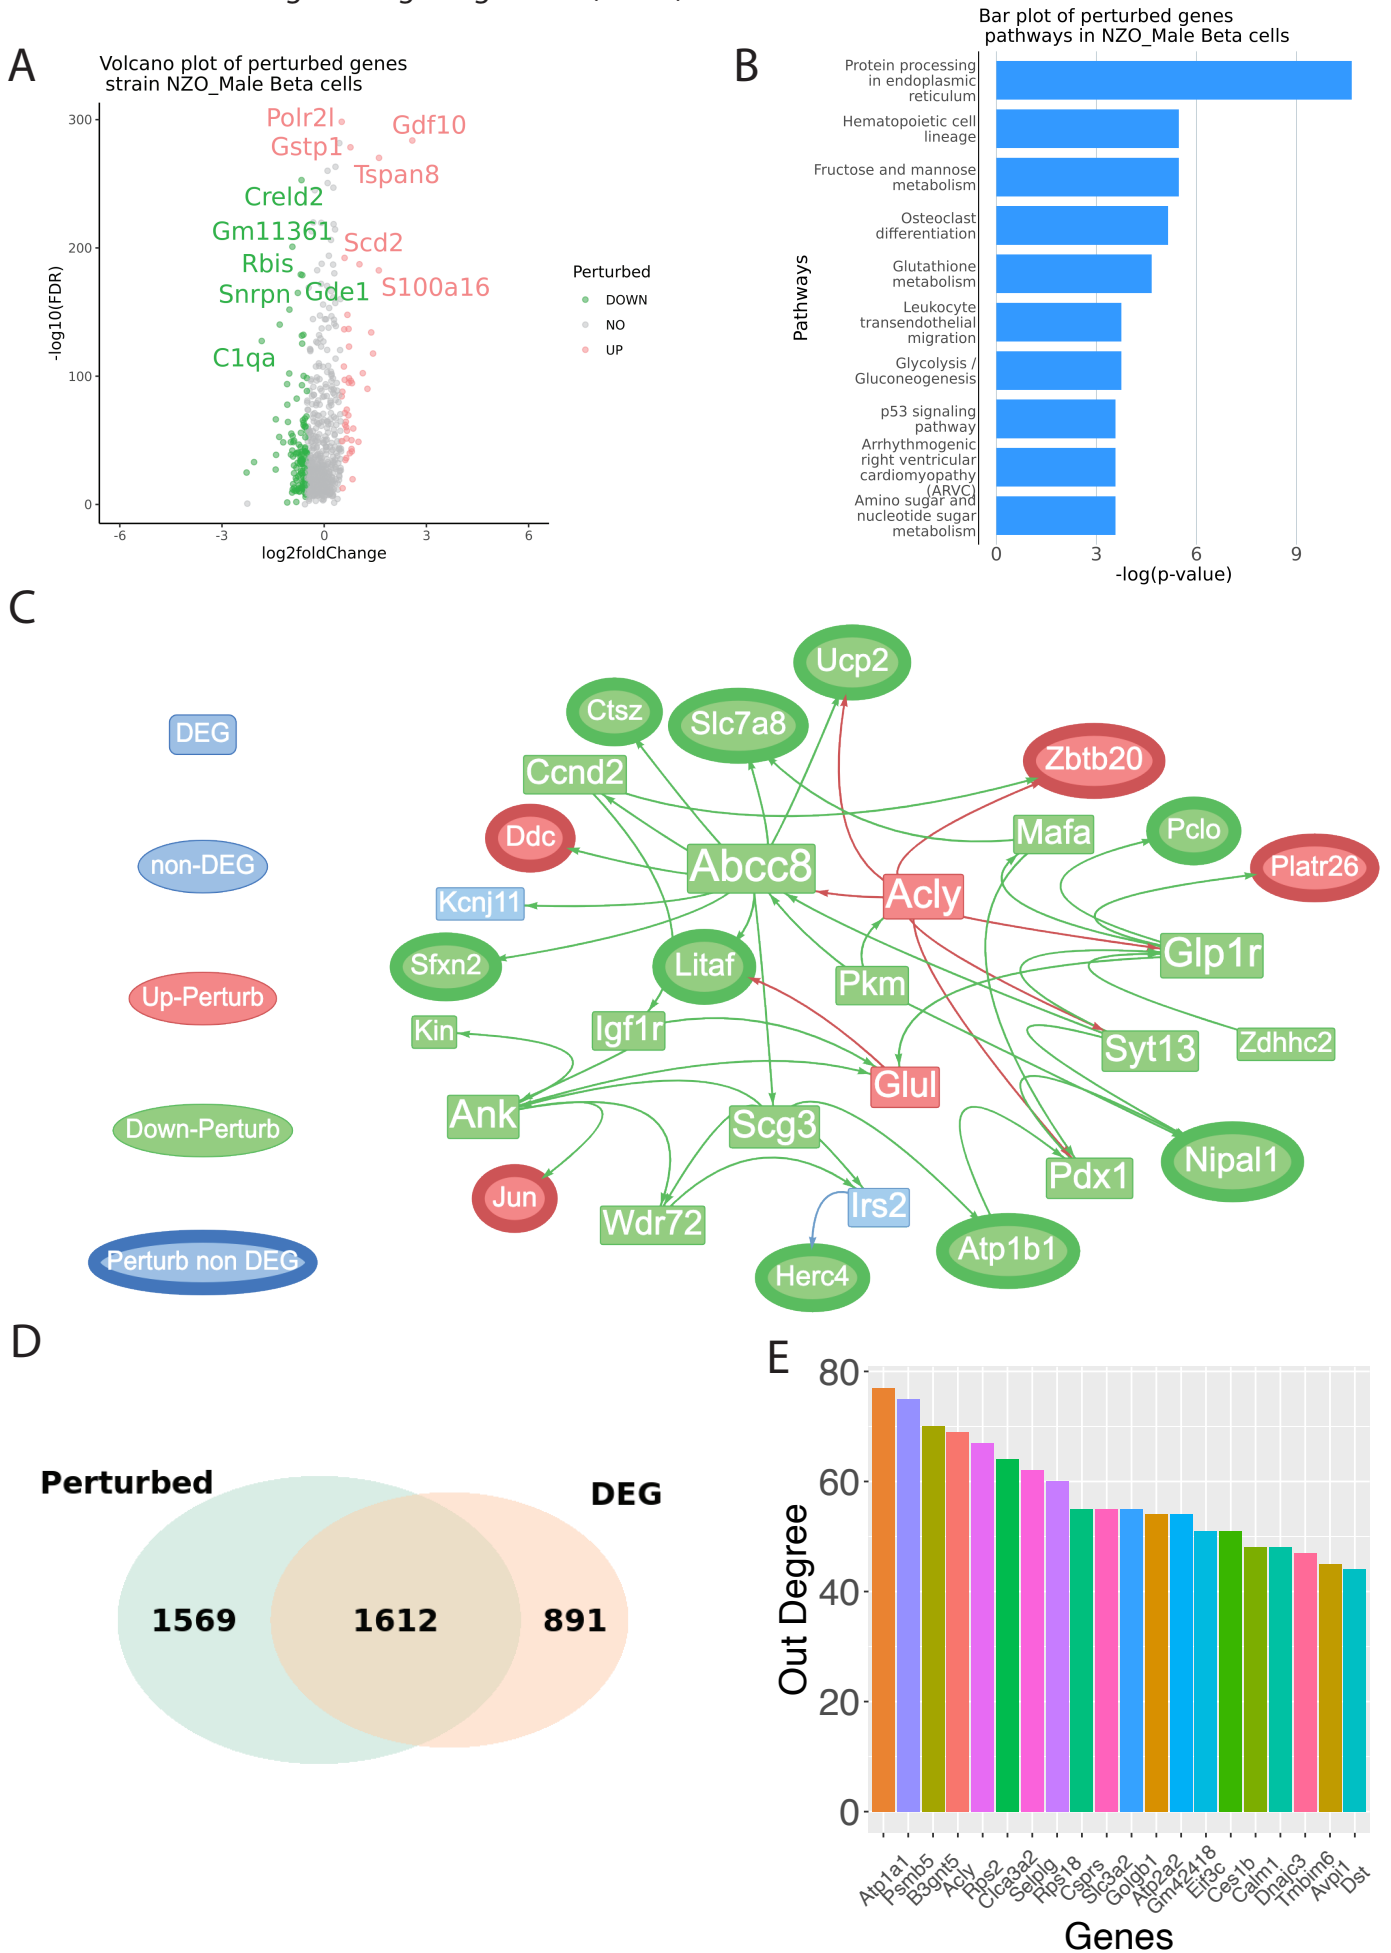 A
Volcano plot of perturbed genes
strain NZO_Male Beta cells
-log10(FDR)
300
200
100
0
Polr2l
Gdf10
Gstp1
Tspan8
Creld2
Gm11361
Scd2
Rbis
Snrpn
Gde1
S100a16
C1qa
-6
-3
0
3
6
log2foldChange
Perturbed
DOWN
NO
UP
B
Bar plot of perturbed genes
pathways in NZO_Male Beta cells
Pathways
Protein processing
in endoplasmic
reticulum
Hematopoietic cell
lineage
Fructose and mannose
metabolism
Osteoclast
differentiation
Glutathione
metabolism
Leukocyte
transendothelial
migration
Glycolysis /
Gluconeogenesis
p53 signaling
pathway
Arrhythmogenic
right ventricular
cardiomyopathy
(ARVC)
Amino sugar and
nucleotide sugar
metabolism
0
3
6
9
-log(p-value)
C
DEG
non-DEG
Up-Perturb
Down-Perturb
Perturb non DEG
Ucp2
Ctsz
Slc7a8
Zbtb20
Ccnd2
Ddc
Mafa
Pclo
Abcc8
Platr26
Acly
Kcnj11
Sfxn2
Litaf
Glp1r
Pkm
Kin
Igf1r
Syt13
Zdhhc2
Glul
Ank
Scg3
Nipal1
Pdx1
Jun
Wdr72
Irs2
Atp1b1
Herc4
D
Perturbed
DEG
1569
1612
891
E
Out Degree
80
60
40
20
0
Atp1a1
Psmb5
B3gnt5
Acly
Rps2
Clca3a2
Selplg
Rps18
Csprs
Slc3a2
Golgb1
Atp2a2
Gm42418
Eif3c
Ces1b
Calm1
Dnajc3
Tmbim6
Avpi1
Dst
Genes